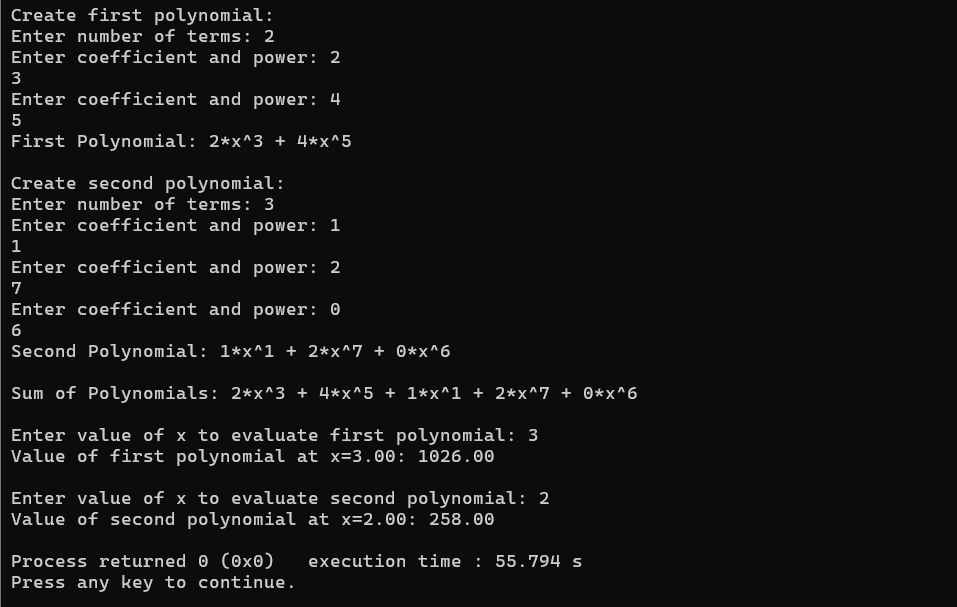 Create first polynomial:
Enter number of terms: 2
Enter coefficient and power: 2
3
Enter coefficient and power: 4
5
First Polynomial: 2*x^3 + 4*x^5

Create second polynomial:
Enter number of terms: 3
Enter coefficient and power: 1
1
Enter coefficient and power: 2
7
Enter coefficient and power: 0
6
Second Polynomial: 1*x^1 + 2*x^7 + 0*x^6

Sum of Polynomials: 2*x^3 + 4*x^5 + 1*x^1 + 2*x^7 + 0*x^6

Enter value of x to evaluate first polynomial: 3
Value of first polynomial at x=3.00: 1026.00

Enter value of x to evaluate second polynomial: 2
Value of second polynomial at x=2.00: 258.00

Process returned 0 (0x0)   execution time : 55.794 s
Press any key to continue.